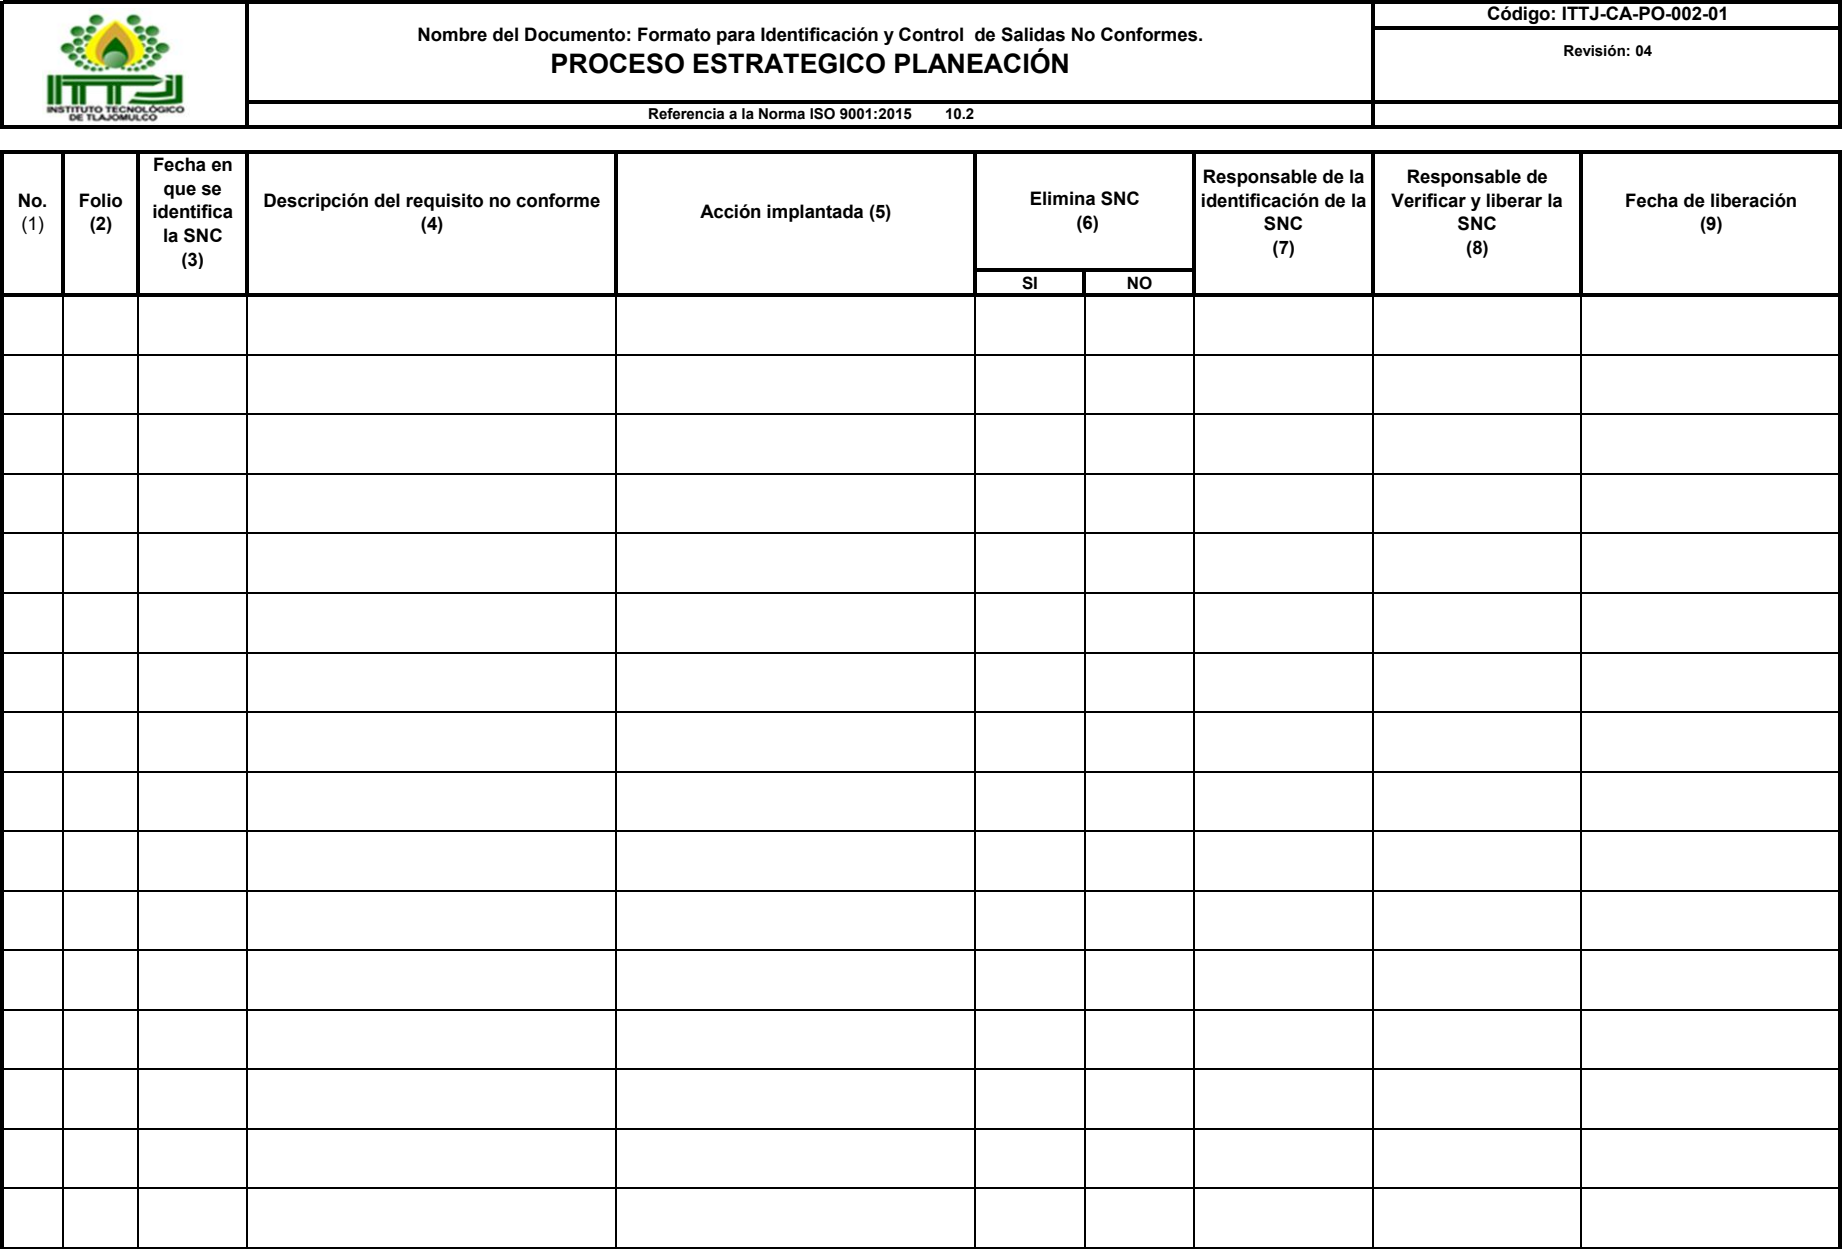 ITTJ
INSTITUTO TECNOLÓGICO
DE TLAJOMULCO
Nombre del Documento: Formato para Identificación y Control de Salidas No Conformes.
PROCESO ESTRATEGICO PLANEACIÓN
Referencia a la Norma ISO 9001:2015 10.2
Código: ITTJ-CA-PO-002-01
Revisión: 04
No.
(1)
Folio
(2)
Fecha en
que se
identifica
la SNC
(3)
Descripción del requisito no conforme
(4)
Acción implantada (5)
Elimina SNC
(6)
SI
NO
Responsable de la
identificación de la
SNC
(7)
Responsable de
Verificar y liberar la
SNC
(8)
Fecha de liberación
(9)